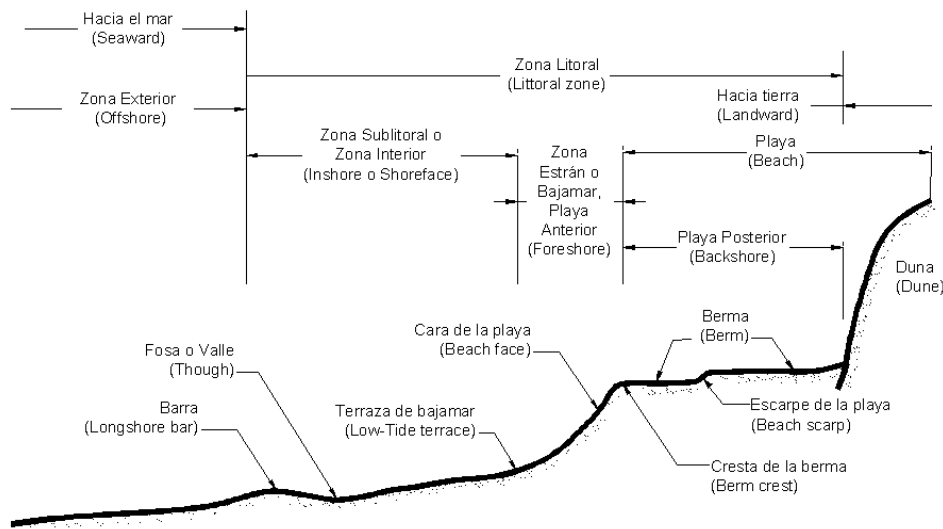 Hacia el mar
(Seaward)
Zona Litoral
(Littoral zone)
Zona Exterior
(Offshore)
Hacia tierra
(Landward)
Zona Sublitoral o
Zona Interior
(Inshore o Shoreface)
Zona
Estrán o
Bajamar,
Playa
Anterior
(Foreshore)
Playa
(Beach)
Playa Posterior
(Backshore)
Duna
(Dune)
Berma
(Berm)
Cara de la playa
(Beach face)
Fosa o Valle
(Though)
Barra
(Longshore bar)
Terraza de bajamar
(Low-Tide terrace)
Escarpe de la playa
(Beach scarp)
Cresta de la berma
(Berm crest)